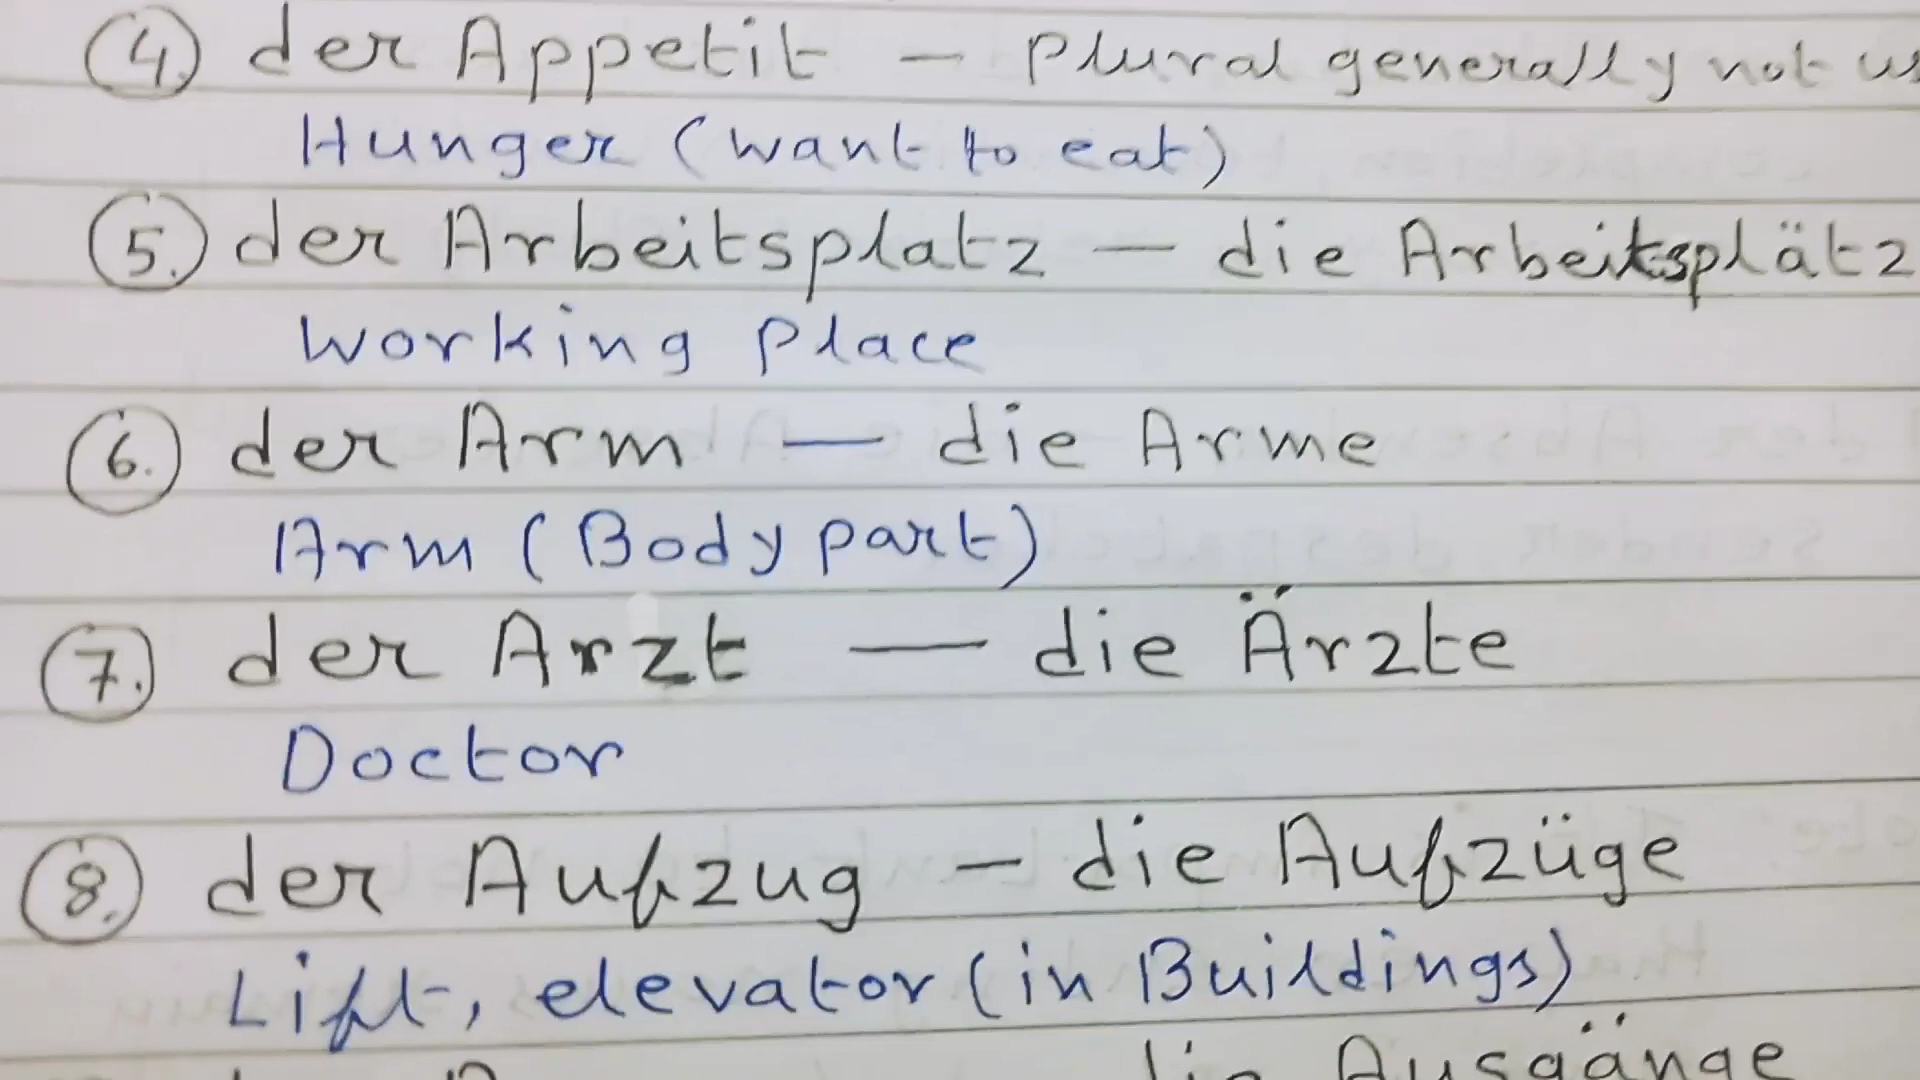 4. der Appetit – Plural generally not
Hunger (want to eat)
5. der Arbeitsplatz – die Arbeitsplätz
working place
6. der Arm – die Arme
Arm (Body part)
7. der Arzt – die Ärzte
Doctor
8. der Aufzug – die Aufzüge
Lift, elevator (in Buildings)
die Ausgänge